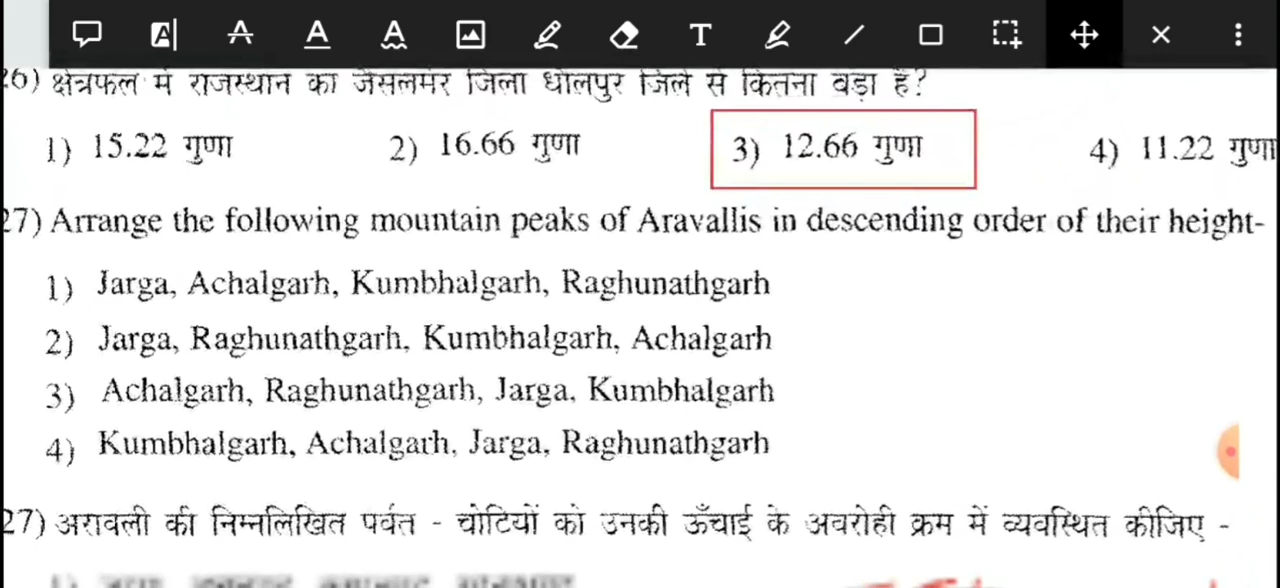 26) क्षेत्रफल में राजस्थान का जैसलमेर जिला धोलपुर जिले से कितना बड़ा है?
1) 15.22 गुणा 2) 16.66 गुणा 3) 12.66 गुणा 4) 11.22 गुणा
27) Arrange the following mountain peaks of Aravallis in descending order of their height-
1) Jarga, Achalgarh, Kumbhalgarh, Raghunathgarh
2) Jarga, Raghunathgarh, Kumbhalgarh, Achalgarh
3) Achalgarh, Raghunathgarh, Jarga, Kumbhalgarh
4) Kumbhalgarh, Achalgarh, Jarga, Raghunathgarh
27) अरावली की निम्नलिखित पर्वत - चोटियों को उनकी ऊँचाई के अवरोही क्रम में व्यवस्थित कीजिए -